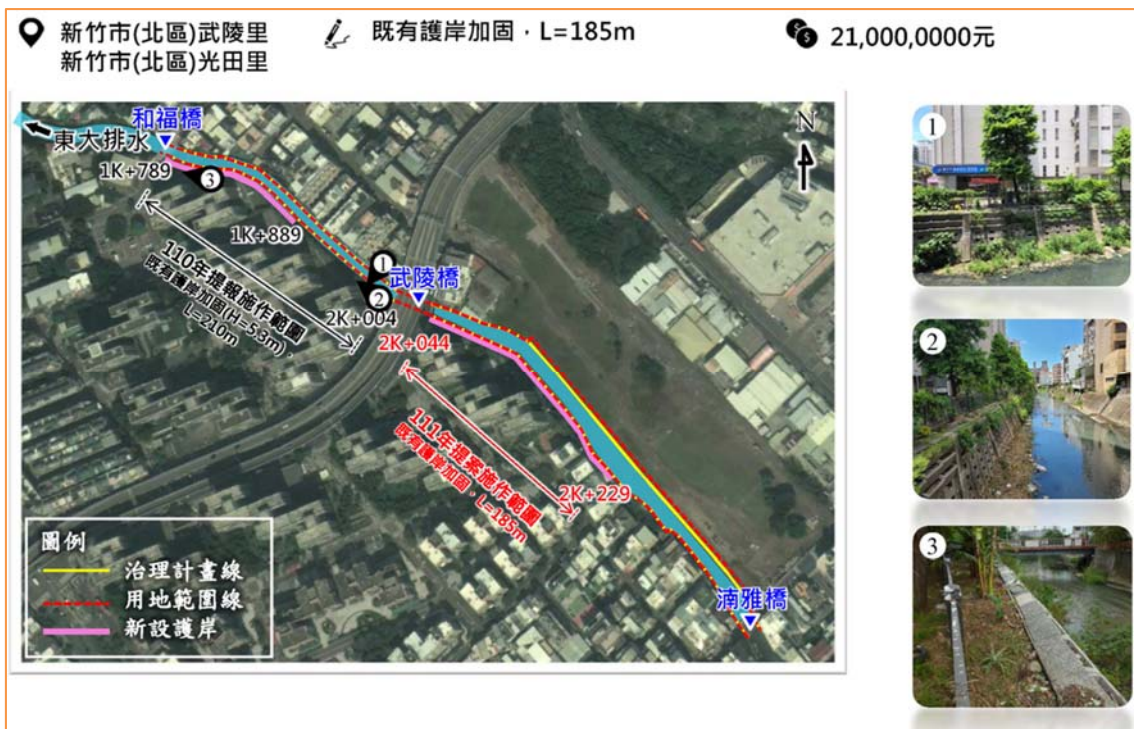 新竹市(北區)武陵里
新竹市(北區)光田里
既有護岸加固，L=185m
21,000,0000元
和福橋
東大排水
1K+789
3
1K+889
110年提報施作範圍
既有護岸加固(H=5.3m)，
L=210m
1
2
武陵橋
2K+004
2K+044
111年提案施作範圍
既有護岸加固，L=185m
2K+229
湳雅橋
N
圖例
治理計畫線
用地範圍線
新設護岸
1
2
3